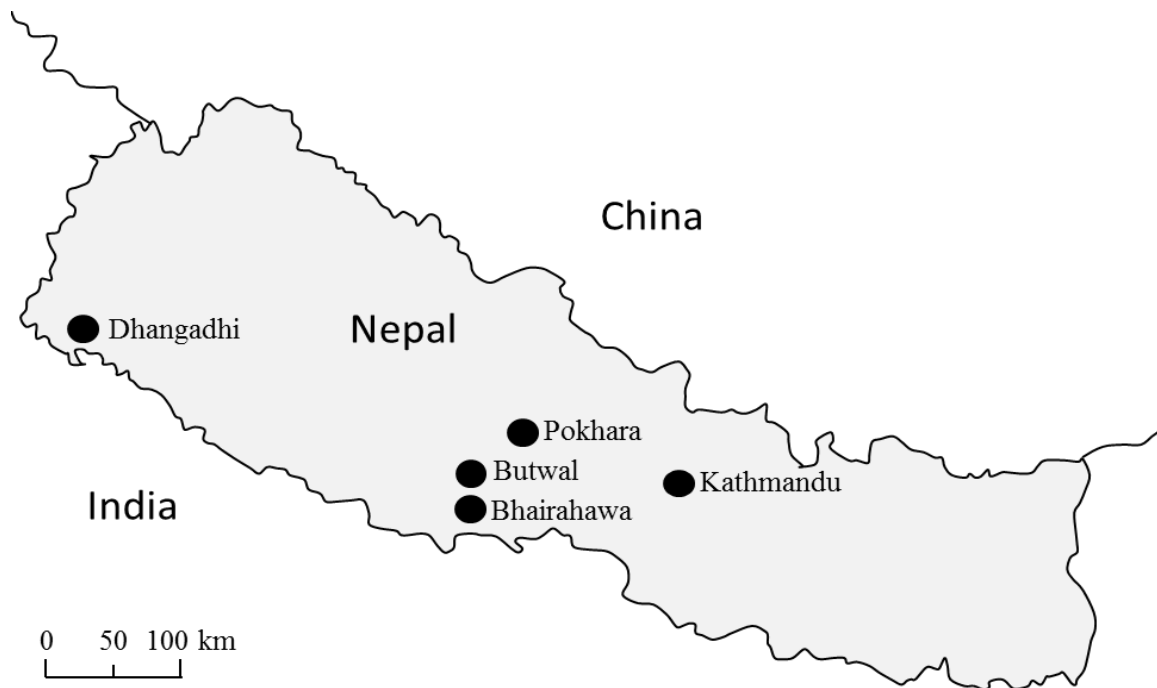 China
Nepal
Dhangadhi
Pokhara
Butwal
Kathmandu
Bhairahawa
India
0 50 100 km